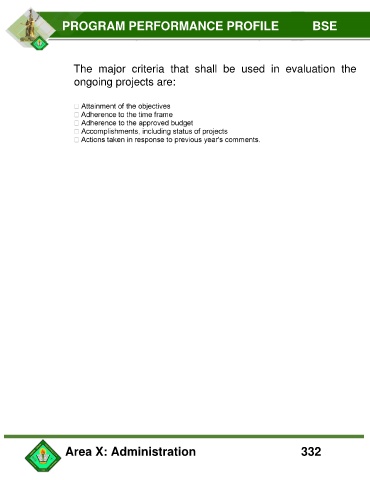 PROGRAM PERFORMANCE PROFILE BSE
The major criteria that shall be used in evaluation the
ongoing projects are:
□ Attainment of the objectives
□ Adherence to the time frame
□ Adherence to the approved budget
□ Accomplishments, including status of projects
□ Actions taken in response to previous year's comments.
Area X: Administration 332